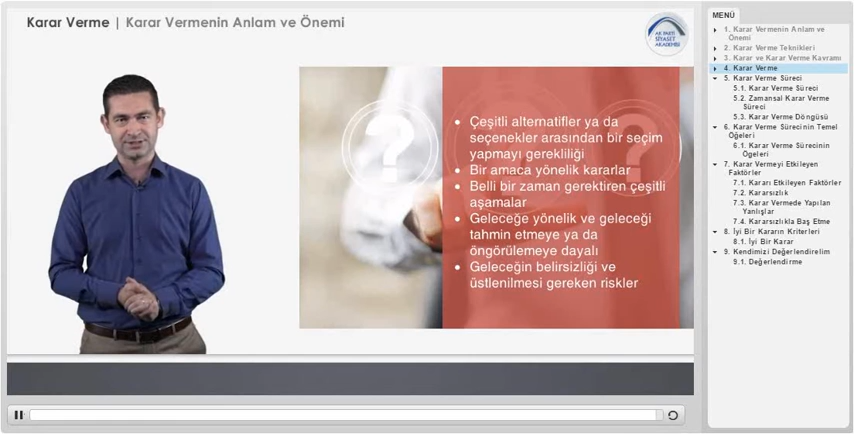 Karar Verme | Karar Vermenin Anlam ve Önemi
AK PARTİ
SİYASET
AKADEMİSİ
• Çeşitli alternatifler ya da
seçenekler arasından bir seçim
yapmayı gerekliliği
• Bir amaca yönelik kararlar
• Belli bir zaman gerektiren çeşitli
aşamalar
• Geleceğe yönelik ve geleceği
tahmin etmeye ya da
öngörülemeye dayalı
• Geleceğin belirsizliği ve
üstlenilmesi gereken riskler
MENÜ
1. Karar Vermenin Anlam ve
Önemi
2. Karar Verme Teknikleri
3. Karar ve Karar Verme Kavramı
4. Karar Verme
5. Karar Verme Süreci
5.1. Karar Verme Süreci
5.2. Zamansal Karar Verme
Süreci
5.3. Karar Verme Döngüsü
6. Karar Verme Sürecinin Temel
Öğeleri
6.1. Karar Verme Sürecinin
Ögeleri
7. Karar Vermeyi Etkileyen
Faktörler
7.1. Kararı Etkileyen Faktörler
7.2. Kararsızlık
7.3. Karar Vermede Yapılan
Yanlışlar
7.4. Kararsızlıkla Baş Etme
8. İyi Bir Kararın Kriterleri
8.1. İyi Bir Karar
9. Kendimizi Değerlendirelim
9.1. Değerlendirme